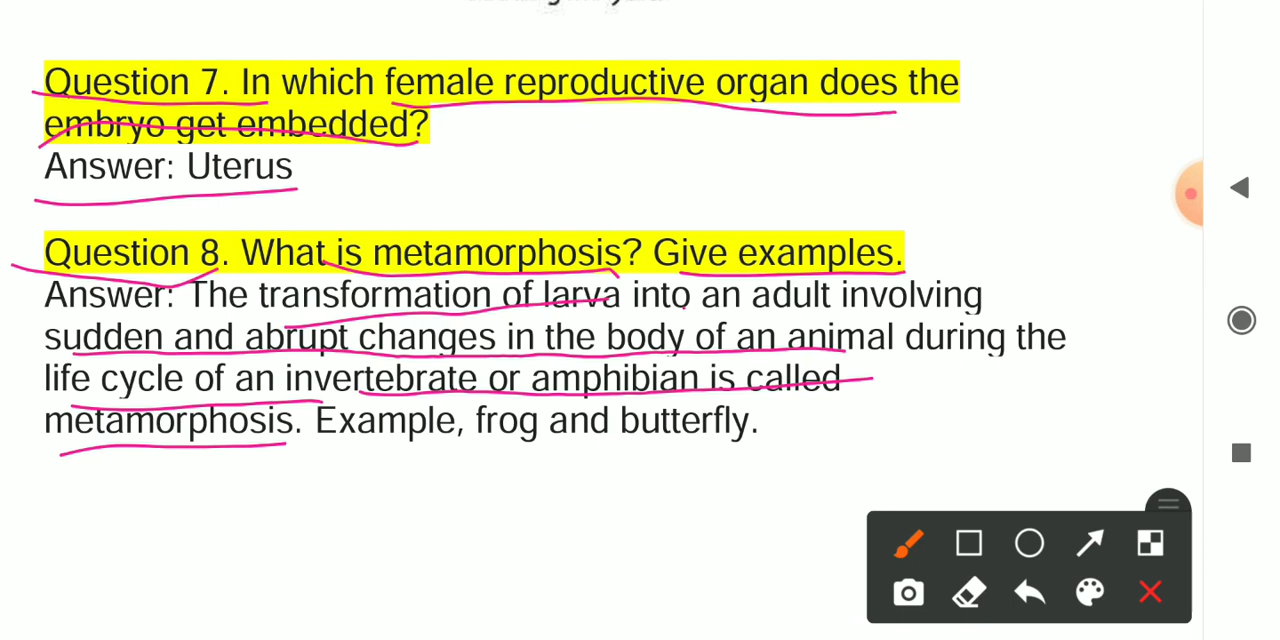 Question 7. In which female reproductive organ does the
embryo get embedded?
Answer: Uterus
Question 8. What is metamorphosis? Give examples.
Answer: The transformation of larva into an adult involving
sudden and abrupt changes in the body of an animal during the
life cycle of an invertebrate or amphibian is called
metamorphosis. Example, frog and butterfly.